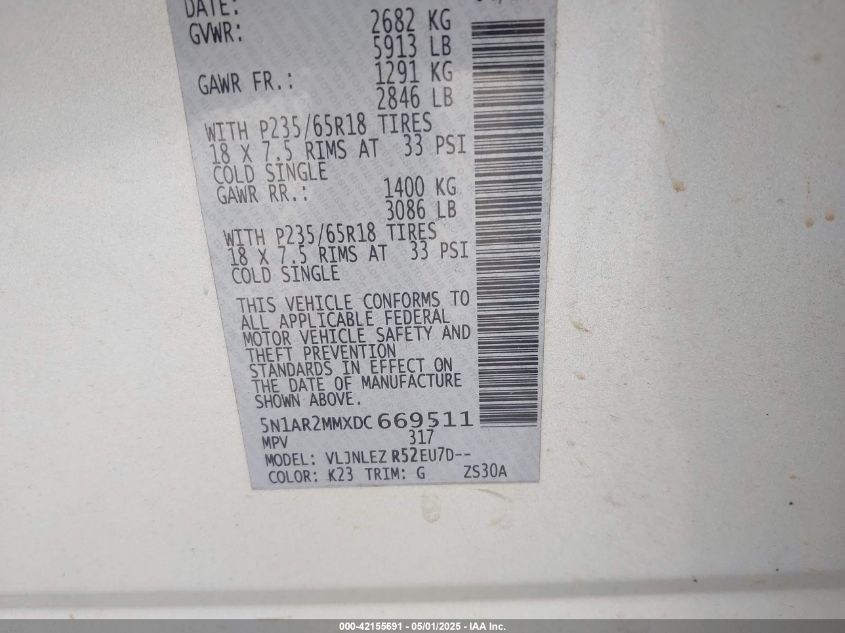 DATE:
GVWR: 2682 KG
5913 LB
GAWR FR.: 1291 KG
2846 LB
WITH P235/65R18 TIRES
18 X 7.5 RIMS AT 33 PSI
COLD SINGLE
GAWR RR.: 1400 KG
3086 LB
WITH P235/65R18 TIRES
18 X 7.5 RIMS AT 33 PSI
COLD SINGLE
THIS VEHICLE CONFORMS TO
ALL APPLICABLE FEDERAL
MOTOR VEHICLE SAFETY AND
THEFT PREVENTION
STANDARDS IN EFFECT ON
THE DATE OF MANUFACTURE
SHOWN ABOVE.
5N1AR2MMXDC669511
MPV 317
MODEL: VLJNLEZ R52EU7D--
COLOR: K23 TRIM: G ZS30A
000-42155691 - 05/01/2025 - IAA Inc.